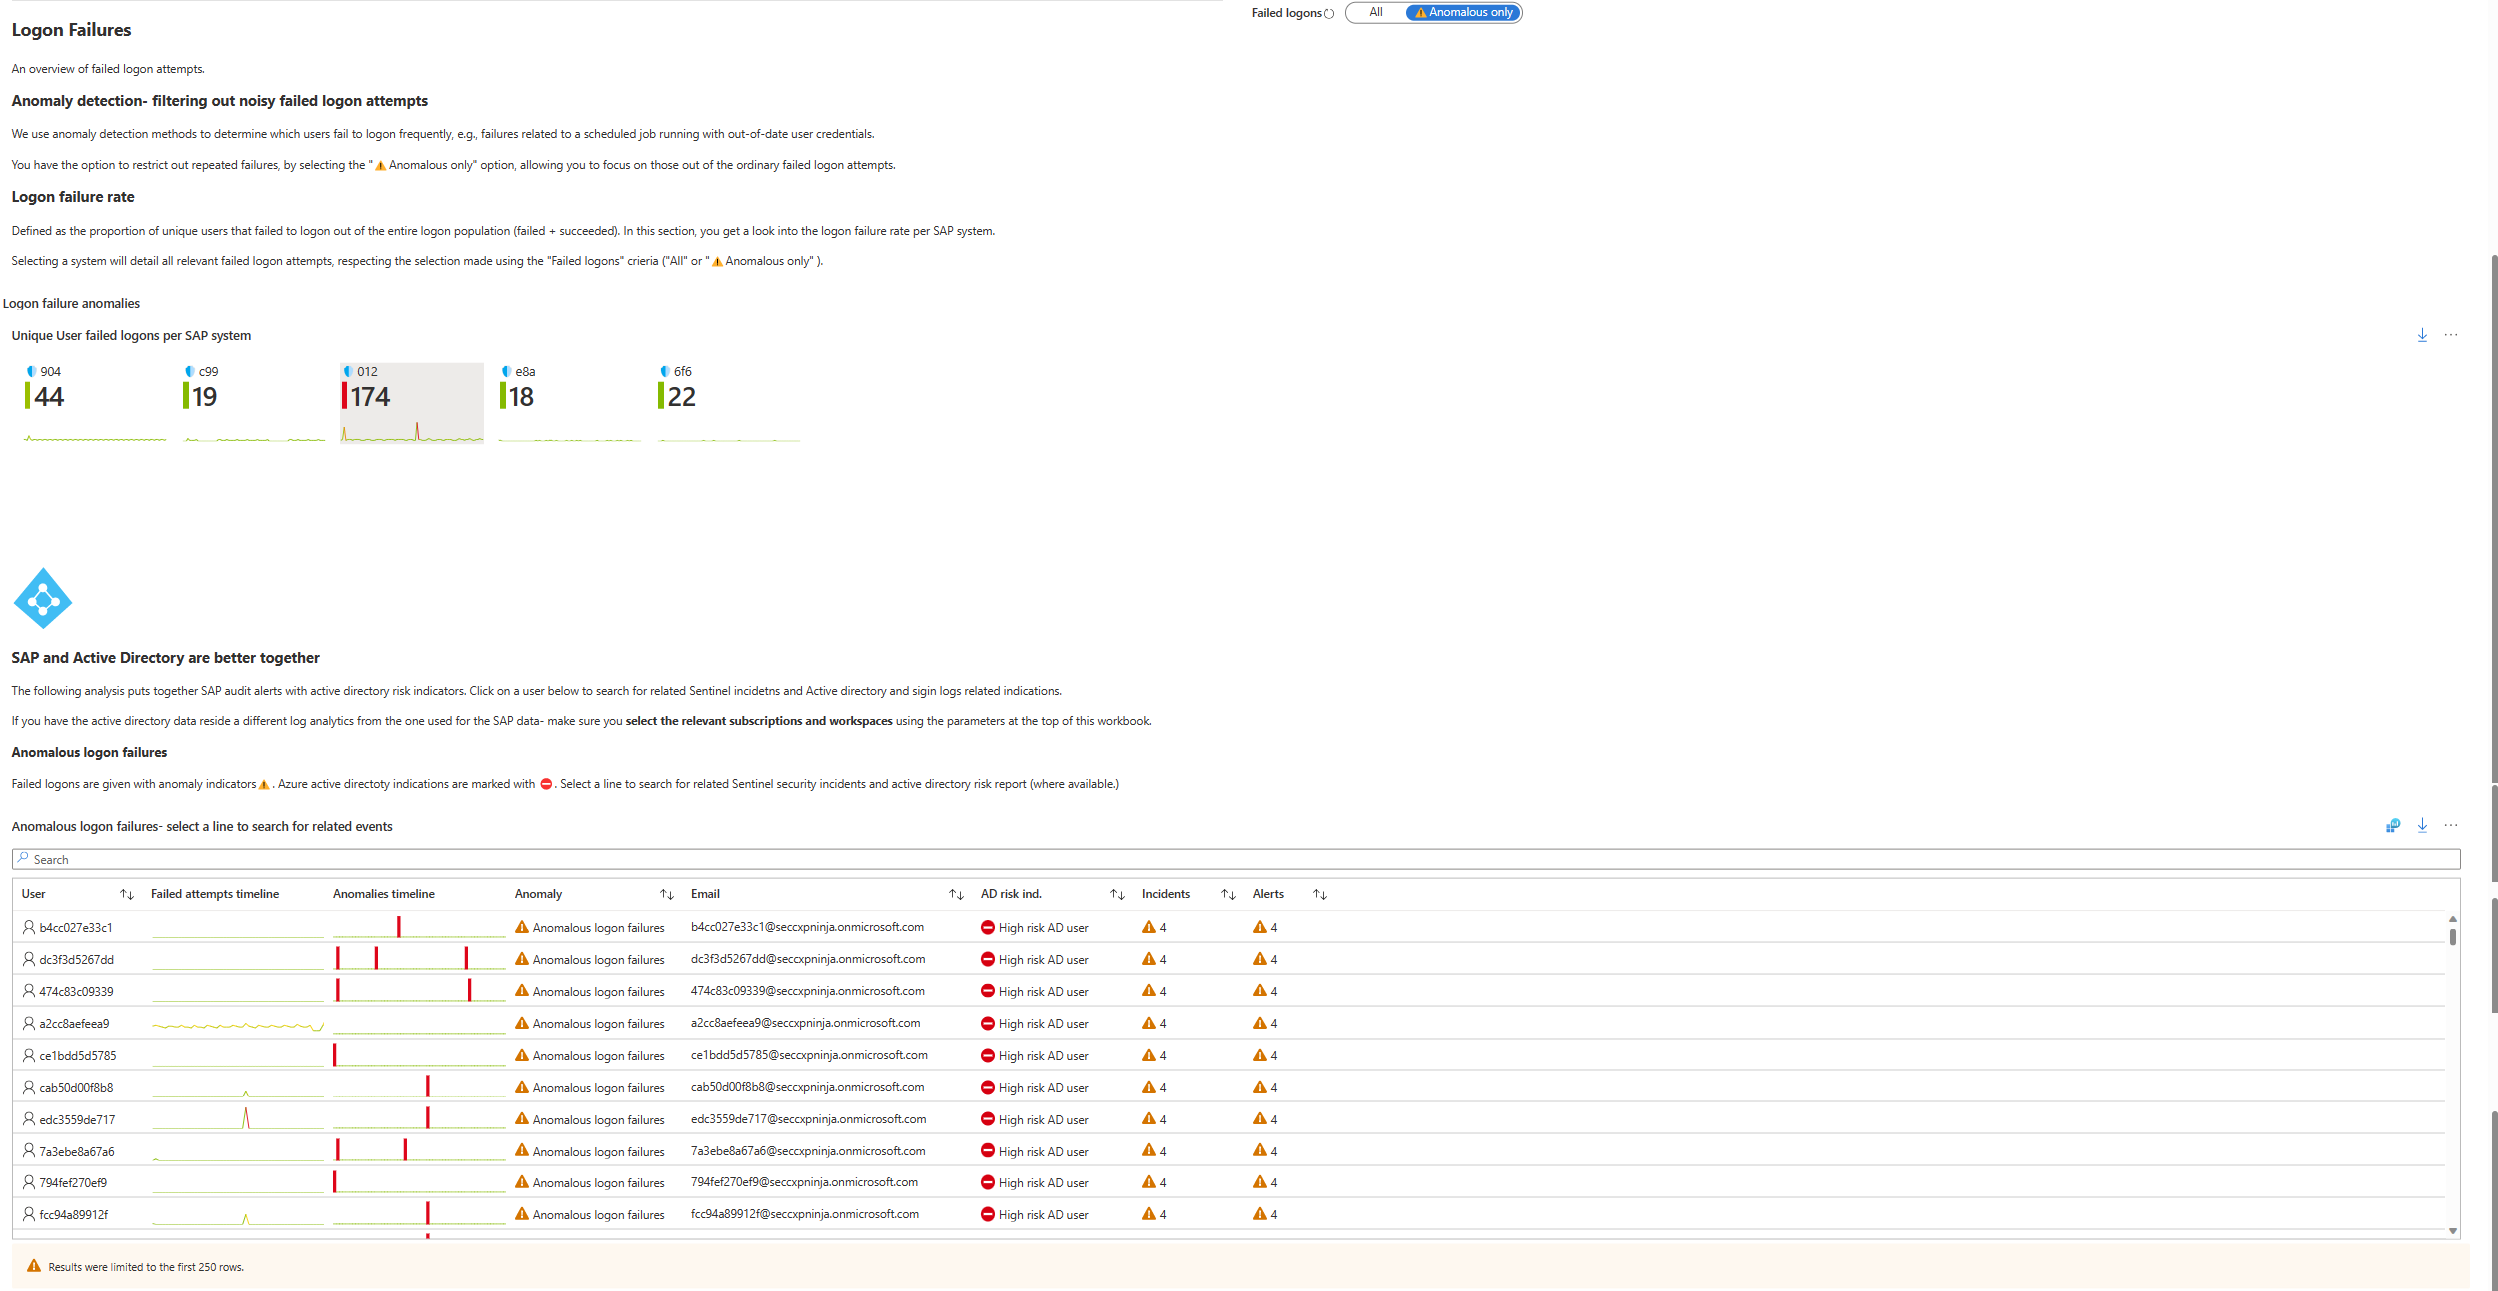 Failed logons All ⚠ Anomalous only
Logon Failures
An overview of failed logon attempts.
Anomaly detection- filtering out noisy failed logon attempts
We use anomaly detection methods to determine which users fail to logon frequently, e.g., failures related to a scheduled job running with out-of-date user credentials.
You have the option to restrict out repeated failures, by selecting the "⚠ Anomalous only" option, allowing you to focus on those out of the ordinary failed logon attempts.
Logon failure rate
Defined as the proportion of unique users that failed to logon out of the entire logon population (failed + succeeded). In this section, you get a look into the logon failure rate per SAP system.
Selecting a system will detail all relevant failed logon attempts, respecting the selection made using the "Failed logons" crieria ("All" or "⚠ Anomalous only" ).
Logon failure anomalies
Unique User failed logons per SAP system
904 c99 012 e8a 6f6
44 19 174 18 22
SAP and Active Directory are better together
The following analysis puts together SAP audit alerts with active directory risk indicators. Click on a user below to search for related Sentinel incidetns and Active directory and sigin logs related indications.
If you have the active directory data reside a different log analytics from the one used for the SAP data- make sure you select the relevant subscriptions and workspaces using the parameters at the top of this workbook.
Anomalous logon failures
Failed logons are given with anomaly indicators⚠. Azure active directoty indications are marked with ⛔. Select a line to search for related Sentinel security incidents and active directory risk report (where available.)
Anomalous logon failures- select a line to search for related events
Search
User Failed attempts timeline Anomalies timeline Anomaly Email AD risk ind. Incidents Alerts
b4cc027e33c1 Anomalous logon failures b4cc027e33c1@seccxpninja.onmicrosoft.com High risk AD user 4 4
dc3f3d5267dd Anomalous logon failures dc3f3d5267dd@seccxpninja.onmicrosoft.com High risk AD user 4 4
474c83c09339 Anomalous logon failures 474c83c09339@seccxpninja.onmicrosoft.com High risk AD user 4 4
a2cc8aefeea9 Anomalous logon failures a2cc8aefeea9@seccxpninja.onmicrosoft.com High risk AD user 4 4
ce1bdd5d5785 Anomalous logon failures ce1bdd5d5785@seccxpninja.onmicrosoft.com High risk AD user 4 4
cab50d00f8b8 Anomalous logon failures cab50d00f8b8@seccxpninja.onmicrosoft.com High risk AD user 4 4
edc3559de717 Anomalous logon failures edc3559de717@seccxpninja.onmicrosoft.com High risk AD user 4 4
7a3ebe8a67a6 Anomalous logon failures 7a3ebe8a67a6@seccxpninja.onmicrosoft.com High risk AD user 4 4
794fef270ef9 Anomalous logon failures 794fef270ef9@seccxpninja.onmicrosoft.com High risk AD user 4 4
fcc94a89912f Anomalous logon failures fcc94a89912f@seccxpninja.onmicrosoft.com High risk AD user 4 4
Results were limited to the first 250 rows.